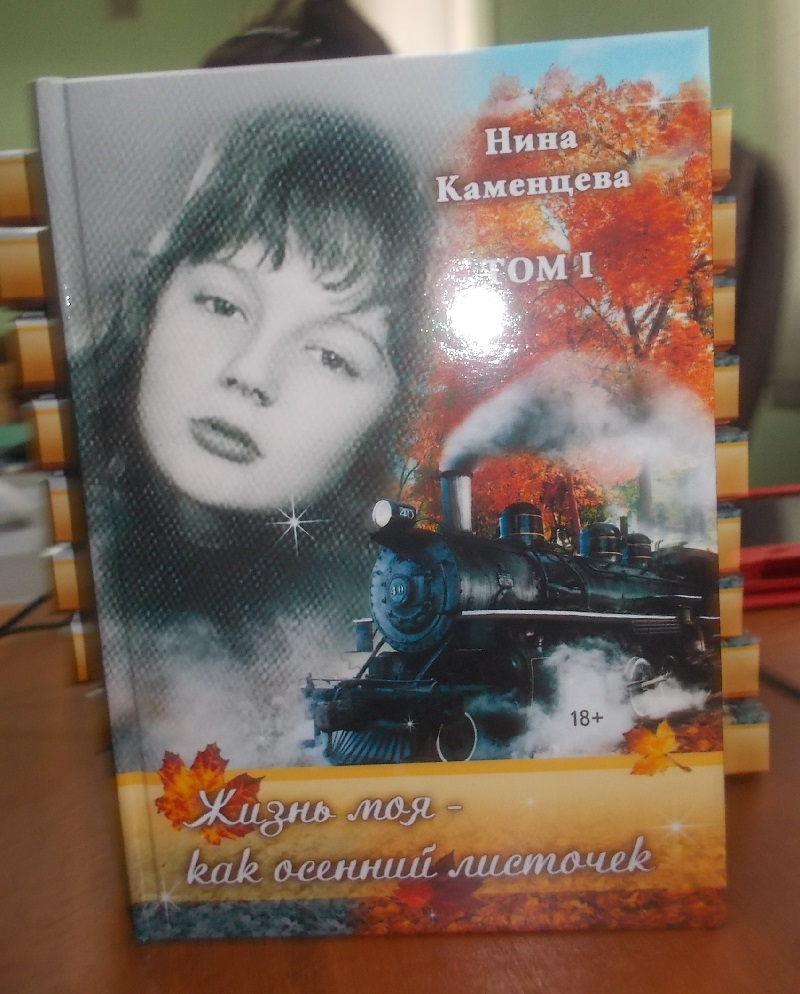 Нина
Каменцева
ТОМ I
18+
Жизнь моя -
как осенний листочек